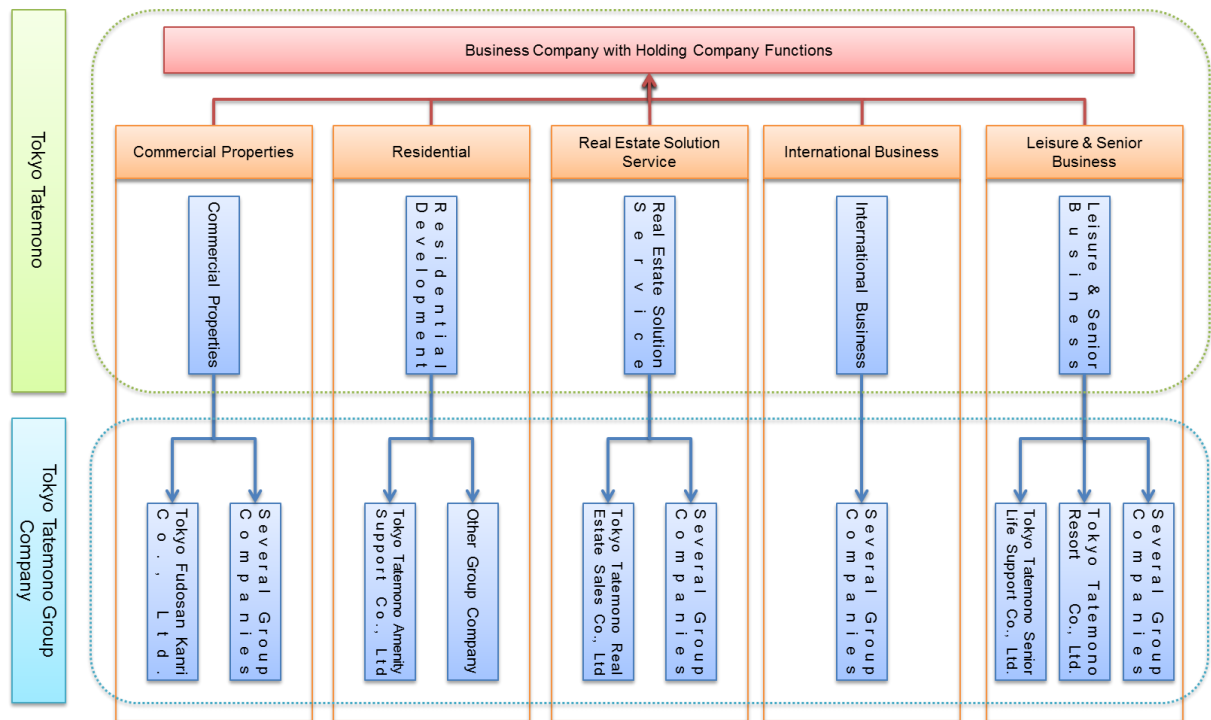 Business Company with Holding Company Functions
Tokyo Tatemono
Commercial Properties
Residential
Real Estate Solution
Service
International Business
Leisure & Senior
Business
Commercial Properties
Residential
Development
Real Estate Solution
Service
International Business
Leisure & Senior
Business
Tokyo Tatemono Group
Company
Tokyo Fudosan Kanri
Co., Ltd.
Several Group
Companies
Tokyo Tatemono Amenity
Support Co., Ltd
Other Group Company
Tokyo Tatemono Real
Estate Sales Co., Ltd
Several Group
Companies
Several Group
Companies
Tokyo Tatemono Senior
Life Support Co., Ltd.
Tokyo Tatemono
Resort Co., Ltd.
Several Group
Companies